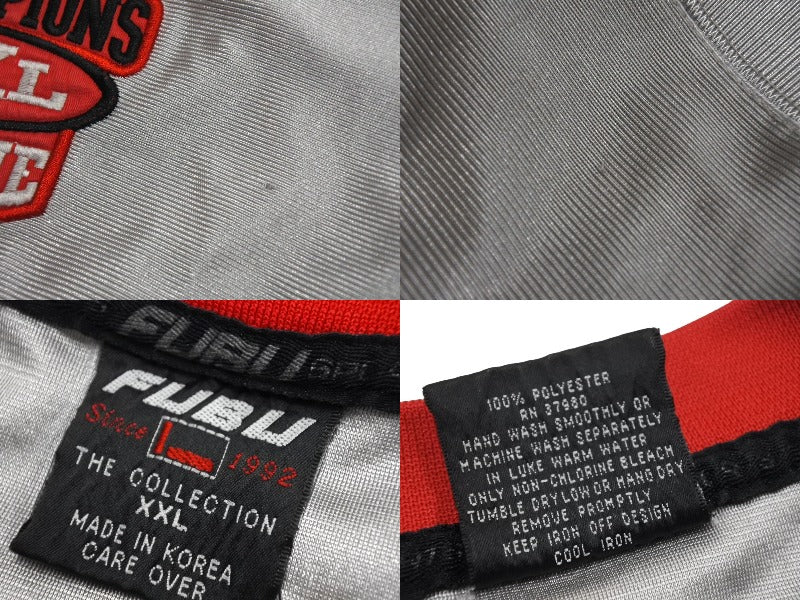 PIONS
XL
NE
FUBU
FUBU
Since 1992
THE COLLECTION
XXL
MADE IN KOREA
CARE OVER
100% POLYESTER
RN 37980
HAND WASH SMOOTHLY OR
MACHINE WASH SEPARATELY
IN LUKE WARM WATER
ONLY NON-CHLORINE BLEACH
TUMBLE DRY LOW OR HANG DRY
REMOVE PROMPTLY
KEEP IRON OFF DESIGN
COOL IRON